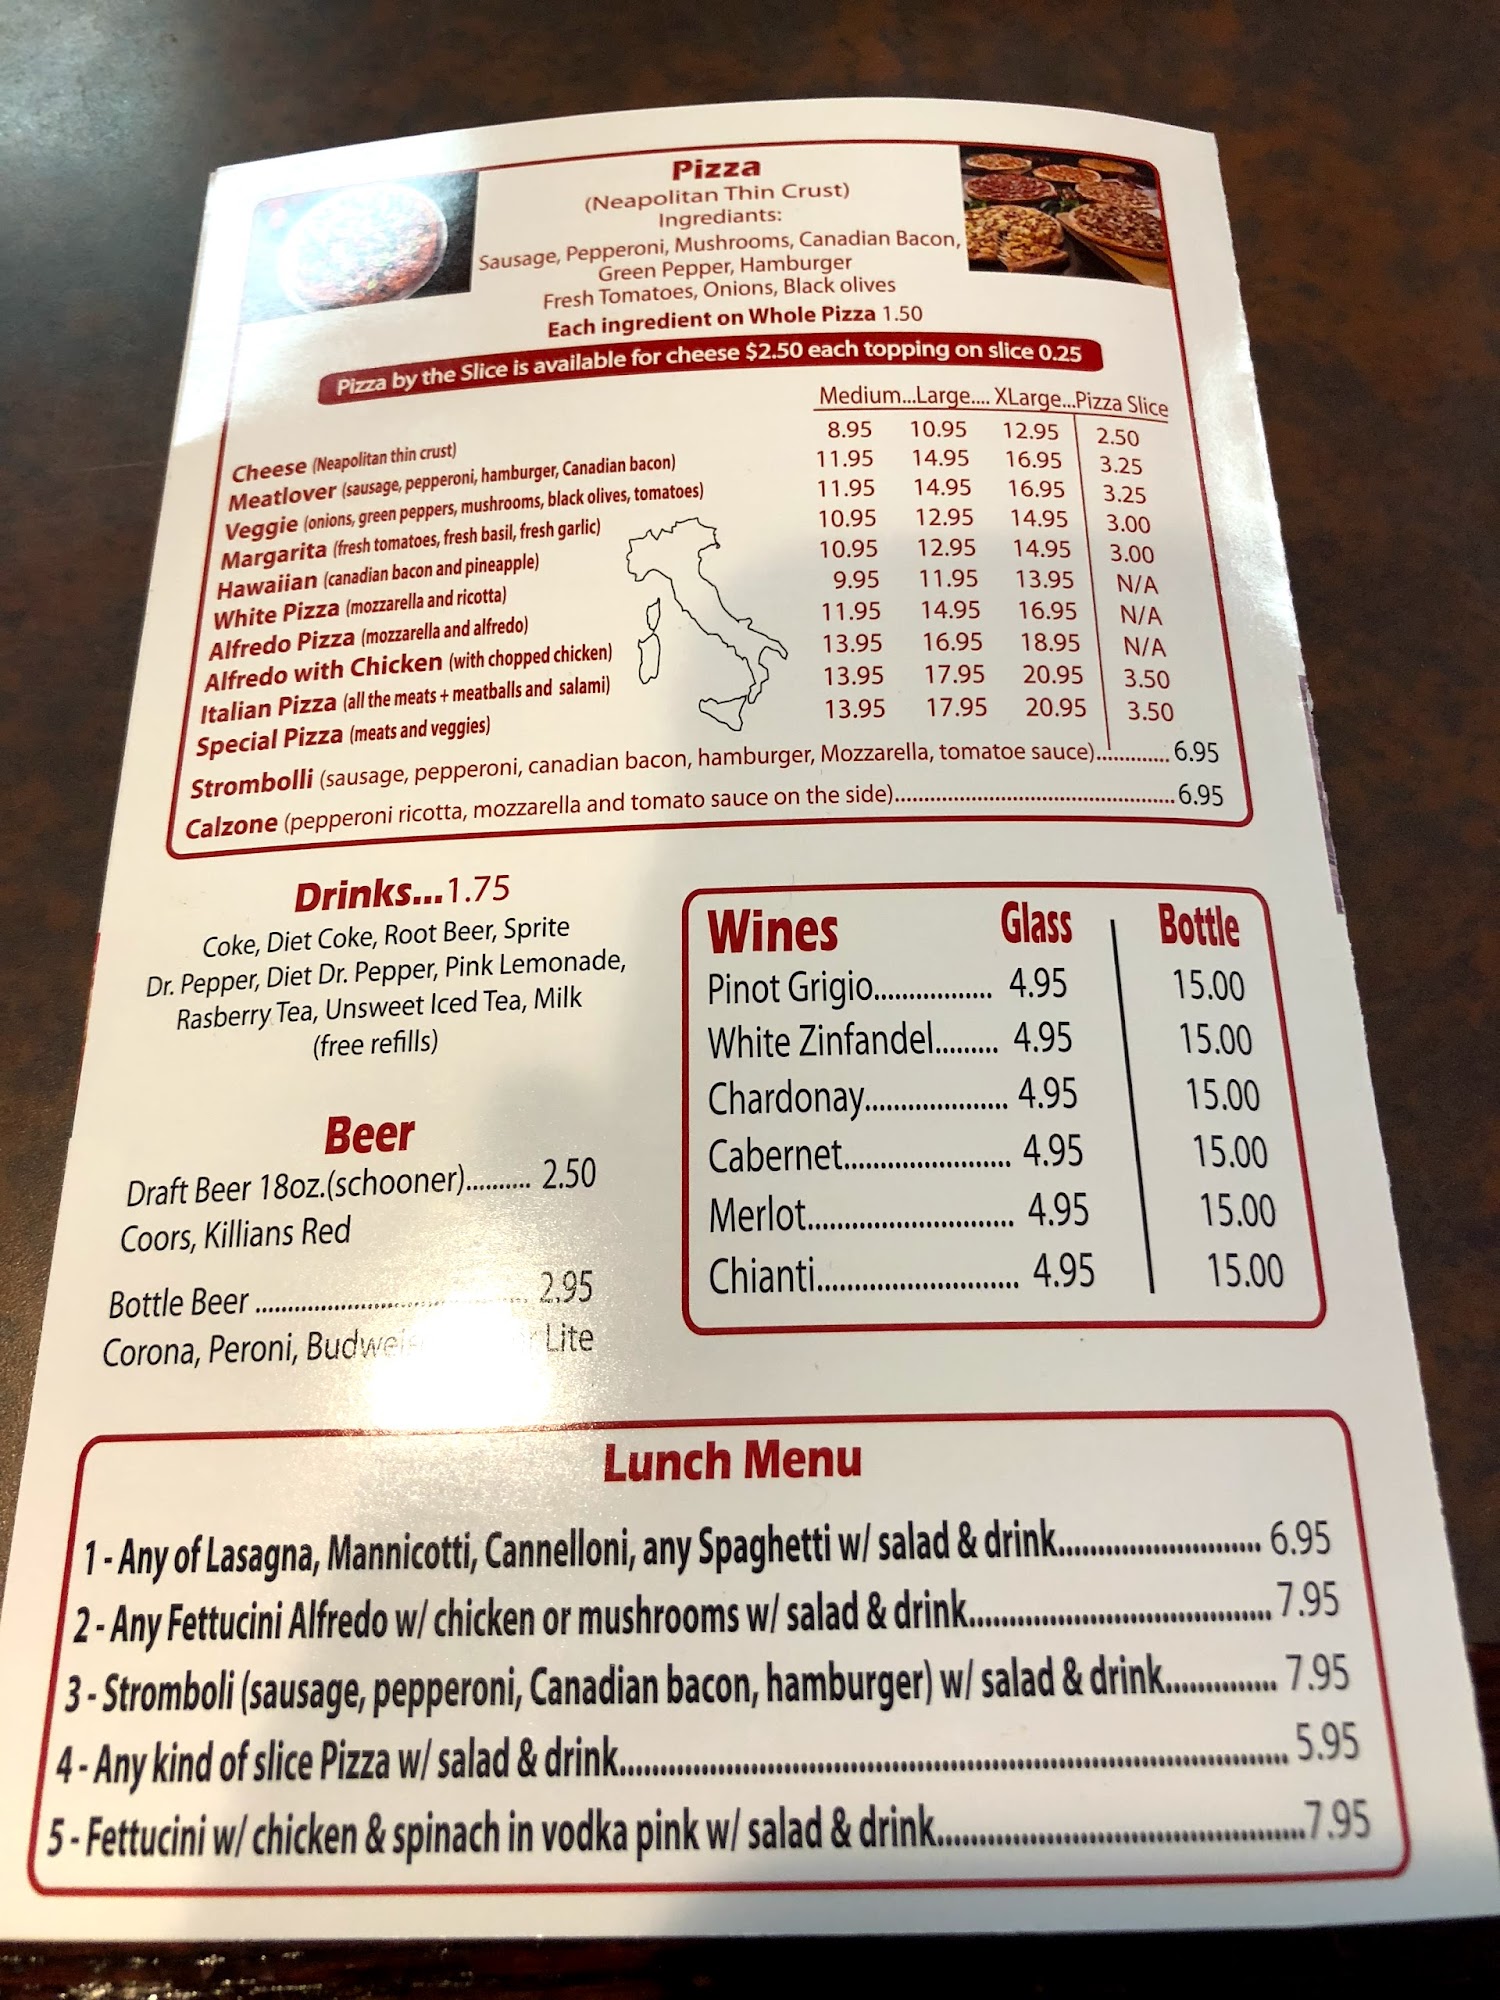 Pizza
(Neapolitan Thin Crust)
Ingrediants:
Sausage, Pepperoni, Mushrooms, Canadian Bacon,
Green Pepper, Hamburger
Fresh Tomatoes, Onions, Black olives
Each ingredient on Whole Pizza 1.50
Pizza by the Slice is available for cheese $2.50 each topping on slice 0.25
Medium...Large.... XLarge...Pizza Slice
Cheese (Neapolitan thin crust) 8.95 10.95 12.95 2.50
Meatlover (sausage, pepperoni, hamburger, Canadian bacon) 11.95 14.95 16.95 3.25
Veggie (onions, green peppers, mushrooms, black olives, tomatoes) 11.95 14.95 16.95 3.25
Margarita (fresh tomatoes, fresh basil, fresh garlic) 10.95 12.95 14.95 3.00
Hawaiian (canadian bacon and pineapple) 10.95 12.95 14.95 3.00
White Pizza (mozzarella and ricotta) 9.95 11.95 13.95 N/A
Alfredo Pizza (mozzarella and alfredo) 11.95 14.95 16.95 N/A
Alfredo with Chicken (with chopped chicken) 13.95 16.95 18.95 N/A
Italian Pizza (all the meats + meatballs and salami) 13.95 17.95 20.95 3.50
Special Pizza (meats and veggies) 13.95 17.95 20.95 3.50
Strombolli (sausage, pepperoni, canadian bacon, hamburger, Mozzarella, tomatoe sauce)............. 6.95
Calzone (pepperoni ricotta, mozzarella and tomato sauce on the side)............................................. 6.95
Drinks...1.75
Coke, Diet Coke, Root Beer, Sprite
Dr. Pepper, Diet Dr. Pepper, Pink Lemonade,
Rasberry Tea, Unsweet Iced Tea, Milk
(free refills)
Beer
Draft Beer 18oz.(schooner).......... 2.50
Coors, Killians Red
Bottle Beer .......................................... 2.95
Corona, Peroni, Lite
Wines Glass Bottle
Pinot Grigio................. 4.95 15.00
White Zinfandel......... 4.95 15.00
Chardonay.................... 4.95 15.00
Cabernet....................... 4.95 15.00
Merlot............................. 4.95 15.00
Chianti............................ 4.95 15.00
Lunch Menu
1 - Any of Lasagna, Mannicotti, Cannelloni, any Spaghetti w/ salad & drink.......................... 6.95
2 - Any Fettucini Alfredo w/ chicken or mushrooms w/ salad & drink....................................... 7.95
3 - Stromboli (sausage, pepperoni, Canadian bacon, hamburger) w/ salad & drink.............. 7.95
4 - Any kind of slice Pizza w/ salad & drink................................................................................... 5.95
5 - Fettucini w/ chicken & spinach in vodka pink w/ salad & drink..............................................7.95